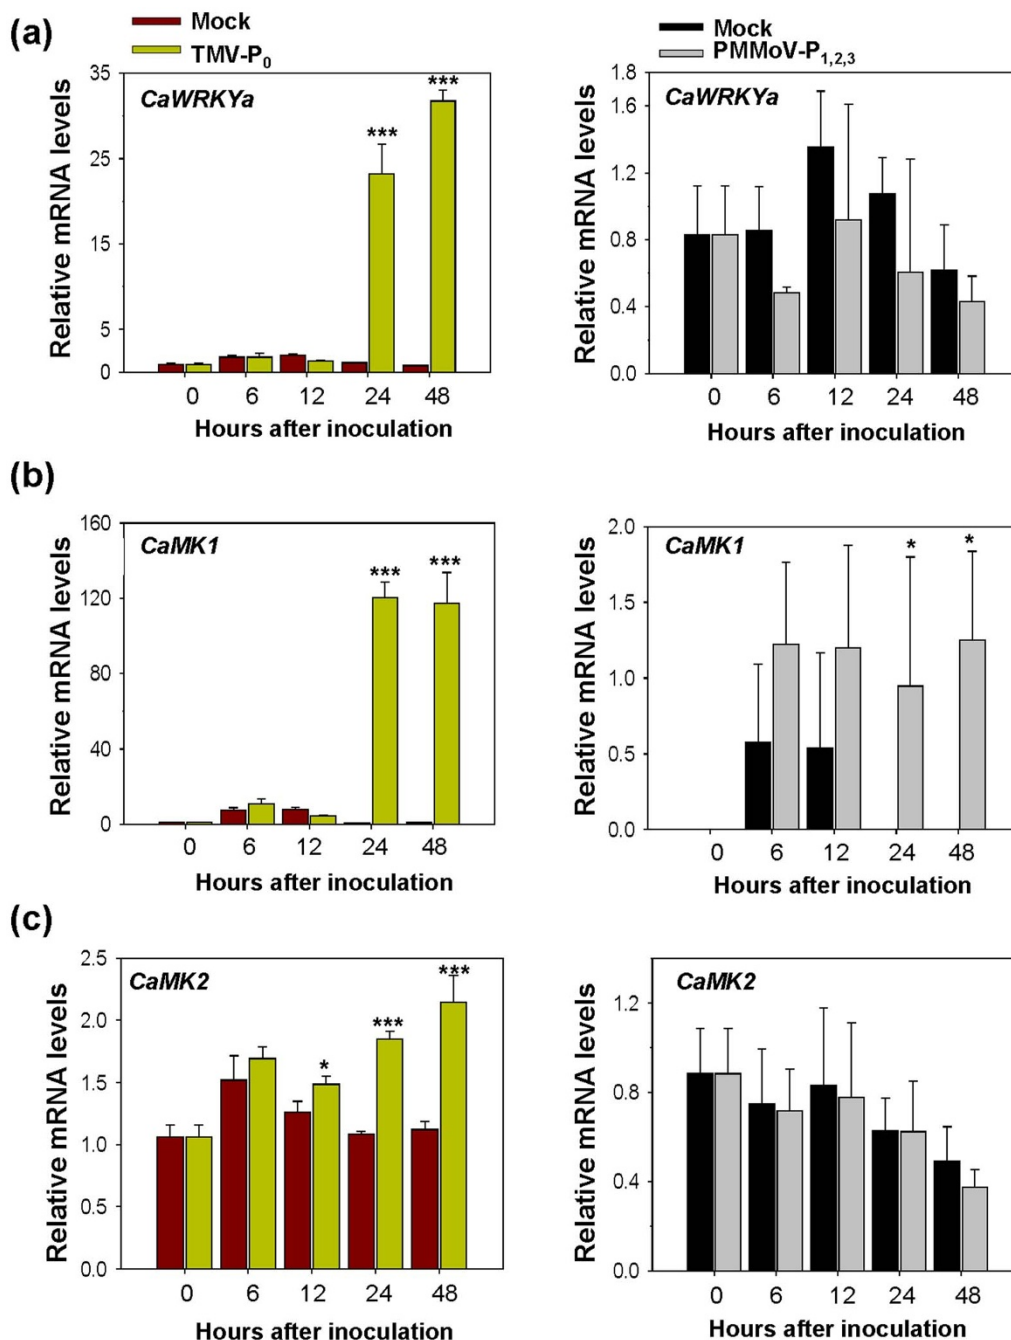 (a)
Mock
TMV-P0
CaWRKYa
*** ***
35
25
15
5
0
Relative mRNA levels
0 6 12 24 48
Hours after inoculation
Mock
PMMoV-P1,2,3
CaWRKYa
1.8
1.6
1.2
0.8
0.4
0.0
Relative mRNA levels
0 6 12 24 48
Hours after inoculation
(b)
CaMK1
*** ***
160
120
80
40
0
Relative mRNA levels
0 6 12 24 48
Hours after inoculation
CaMK1
* *
2.0
1.5
1.0
0.5
0.0
Relative mRNA levels
0 6 12 24 48
Hours after inoculation
(c)
CaMK2
* *** ***
2.5
2.0
1.5
1.0
0.5
0.0
Relative mRNA levels
0 6 12 24 48
Hours after inoculation
CaMK2
1.2
0.8
0.4
0.0
Relative mRNA levels
0 6 12 24 48
Hours after inoculation